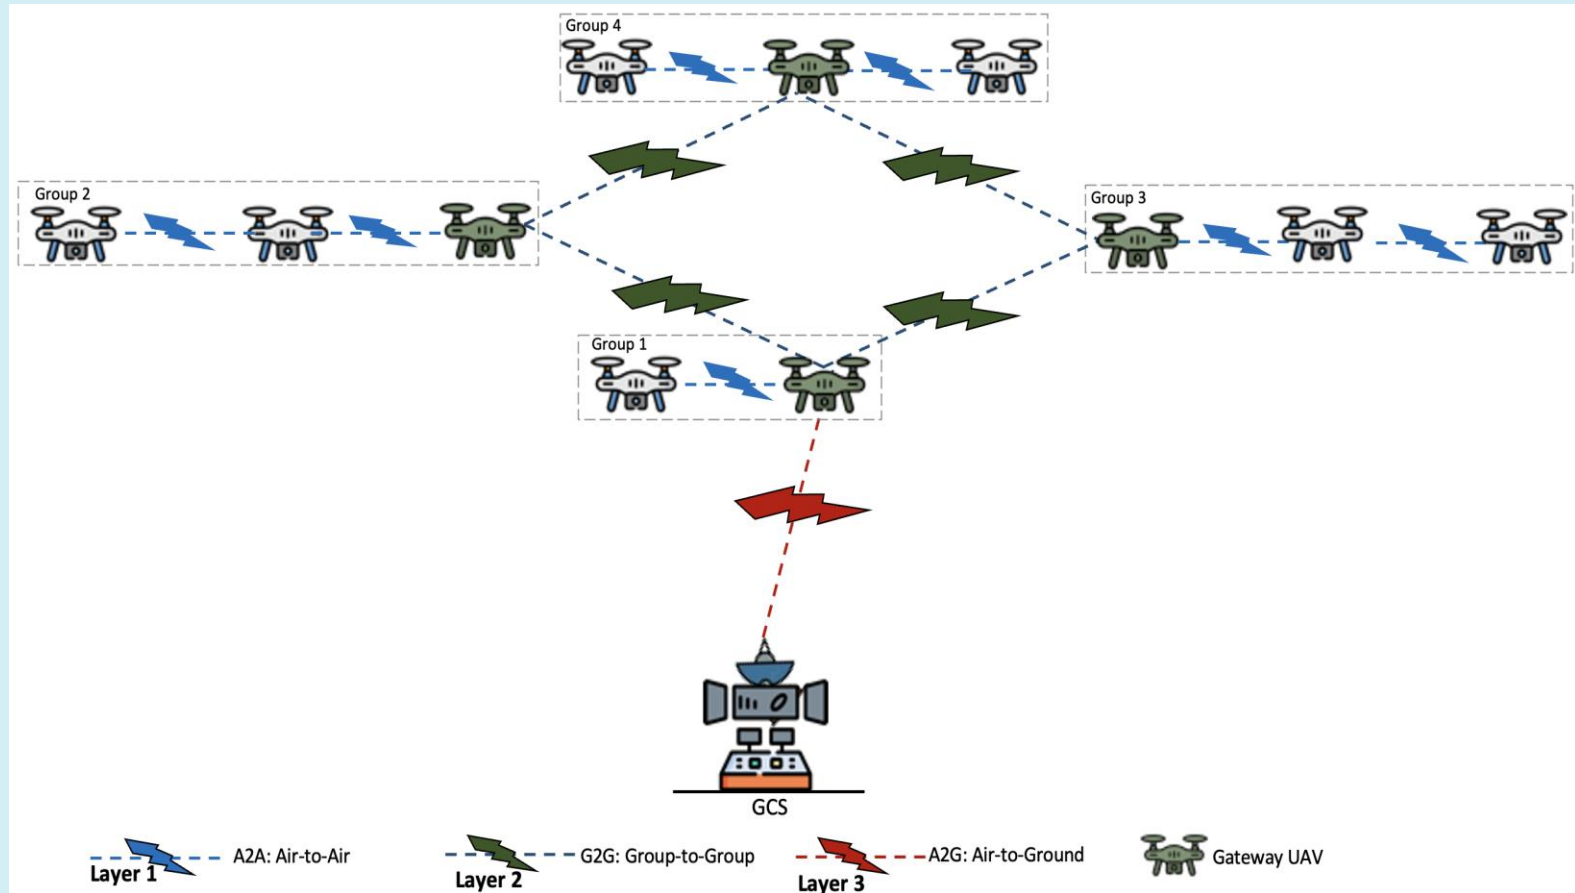 Group 4
Group 2
Group 3
Group 1
GCS
A2A: Air-to-Air
Layer 1
G2G: Group-to-Group
Layer 2
A2G: Air-to-Ground
Layer 3
Gateway UAV